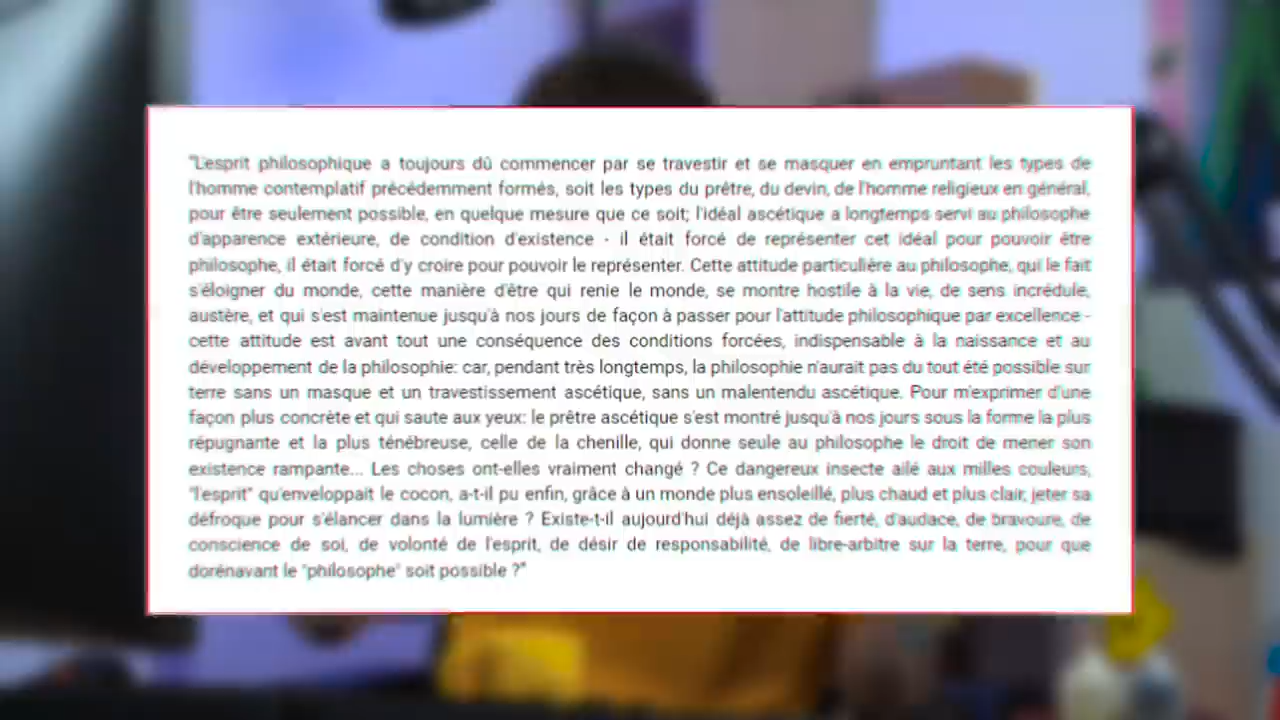 "L'esprit philosophique a toujours dû commencer par se travestir et se masquer en empruntant les types de
l'homme contemplatif précédemment formés, soit les types du prêtre, du devin, de l'homme religieux en général,
pour être seulement possible, en quelque mesure que ce soit; l'idéal ascétique a longtemps servi au philosophe
d'apparence extérieure, de condition d'existence - il était forcé de représenter cet idéal pour pouvoir être
philosophe, il était forcé d'y croire pour pouvoir le représenter. Cette attitude particulière au philosophe, qui le fait
s'éloigner du monde, cette manière d'être qui renie le monde, se montre hostile à la vie, de sens incrédule,
austère, et qui s'est maintenue jusqu'à nos jours de façon à passer pour l'attitude philosophique par excellence -
cette attitude est avant tout une conséquence des conditions forcées, indispensable à la naissance et au
développement de la philosophie: car, pendant très longtemps, la philosophie n'aurait pas du tout été possible sur
terre sans un masque et un travestissement ascétique, sans un malentendu ascétique. Pour m'exprimer d'une
façon plus concrète et qui saute aux yeux: le prêtre ascétique s'est montré jusqu'à nos jours sous la forme la plus
répugnante et la plus ténébreuse, celle de la chenille, qui donne seule au philosophe le droit de mener son
existence rampante... Les choses ont-elles vraiment changé ? Ce dangereux insecte ailé aux milles couleurs,
"l'esprit" qu'enveloppait le cocon, a-t-il pu enfin, grâce à un monde plus ensoleillé, plus chaud et plus clair, jeter sa
défroque pour s'élancer dans la lumière ? Existe-t-il aujourd'hui déjà assez de fierté, d'audace, de bravoure, de
conscience de soi, de volonté de l'esprit, de désir de responsabilité, de libre-arbitre sur la terre, pour que
dorénavant le "philosophe" soit possible ?"